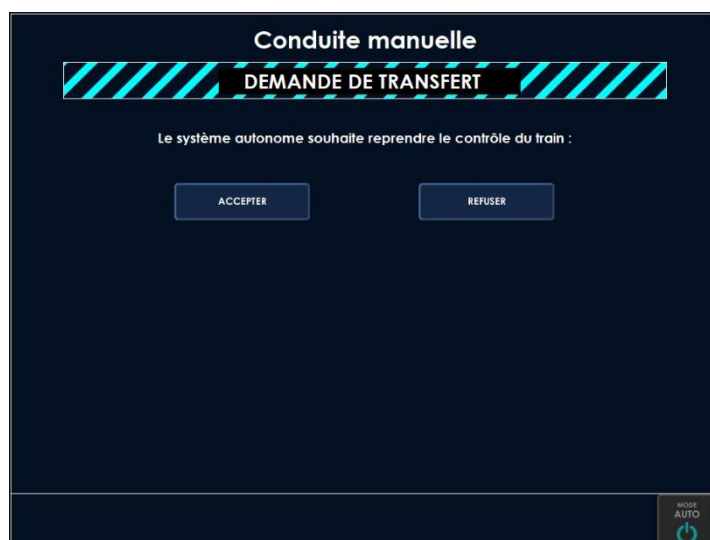 Conduite manuelle
DEMANDE DE TRANSFERT
Le système autonome souhaite reprendre le contrôle du train :
ACCEPTER
REFUSER
MODE
AUTO